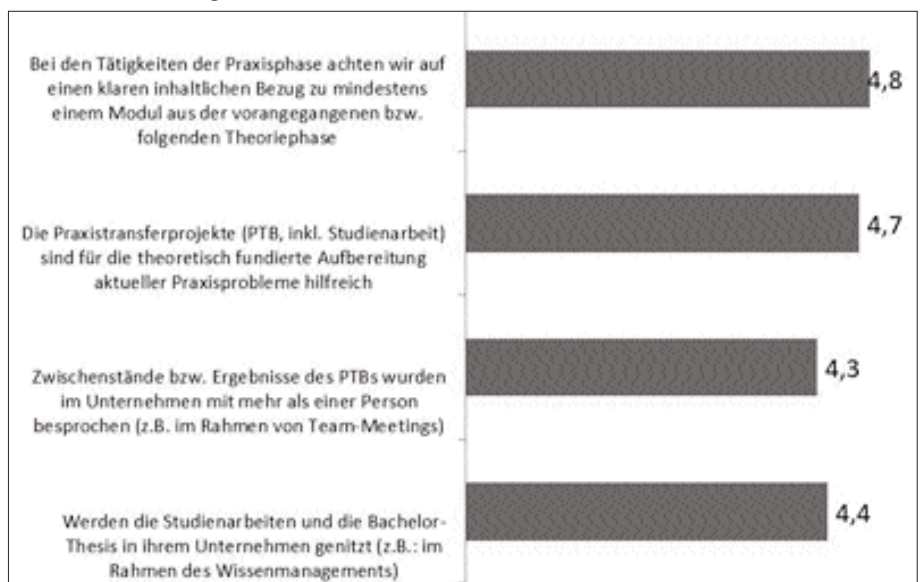 Bei den Tätigkeiten der Praxisphase achten wir auf
einen klaren inhaltlichen Bezug zu mindestens
einem Modul aus der vorangegangenen bzw.
folgenden Theoriephase
4,8
Die Praxistransferprojekte (PTB, inkl. Studienarbeit)
sind für die theoretisch fundierte Aufbereitung
aktueller Praxisprobleme hilfreich
4,7
Zwischenstände bzw. Ergebnisse des PTBs wurden
im Unternehmen mit mehr als einer Person
besprochen (z.B. im Rahmen von Team-Meetings)
4,3
Werden die Studienarbeiten und die Bachelor-
Thesis in ihrem Unternehmen genitzt (z.B.: im
Rahmen des Wissenmanagements)
4,4